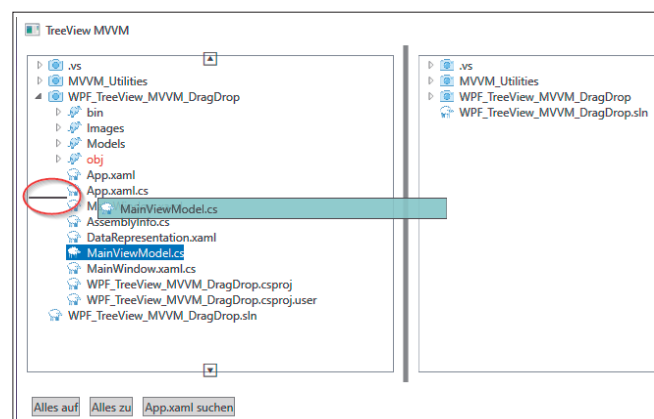 TreeView MVVM
.vs
MVVM_Utilities
WPF_TreeView_MVVM_DragDrop
bin
Images
Models
obj
App.xaml
App.xaml.cs
MainViewModel.cs
AssemblyInfo.cs
DataRepresentation.xaml
MainViewModel.cs
MainWindow.xaml.cs
WPF_TreeView_MVVM_DragDrop.csproj
WPF_TreeView_MVVM_DragDrop.csproj.user
WPF_TreeView_MVVM_DragDrop.sln
.vs
MVVM_Utilities
WPF_TreeView_MVVM_DragDrop
WPF_TreeView_MVVM_DragDrop.sln
Alles auf
Alles zu
App.xaml suchen